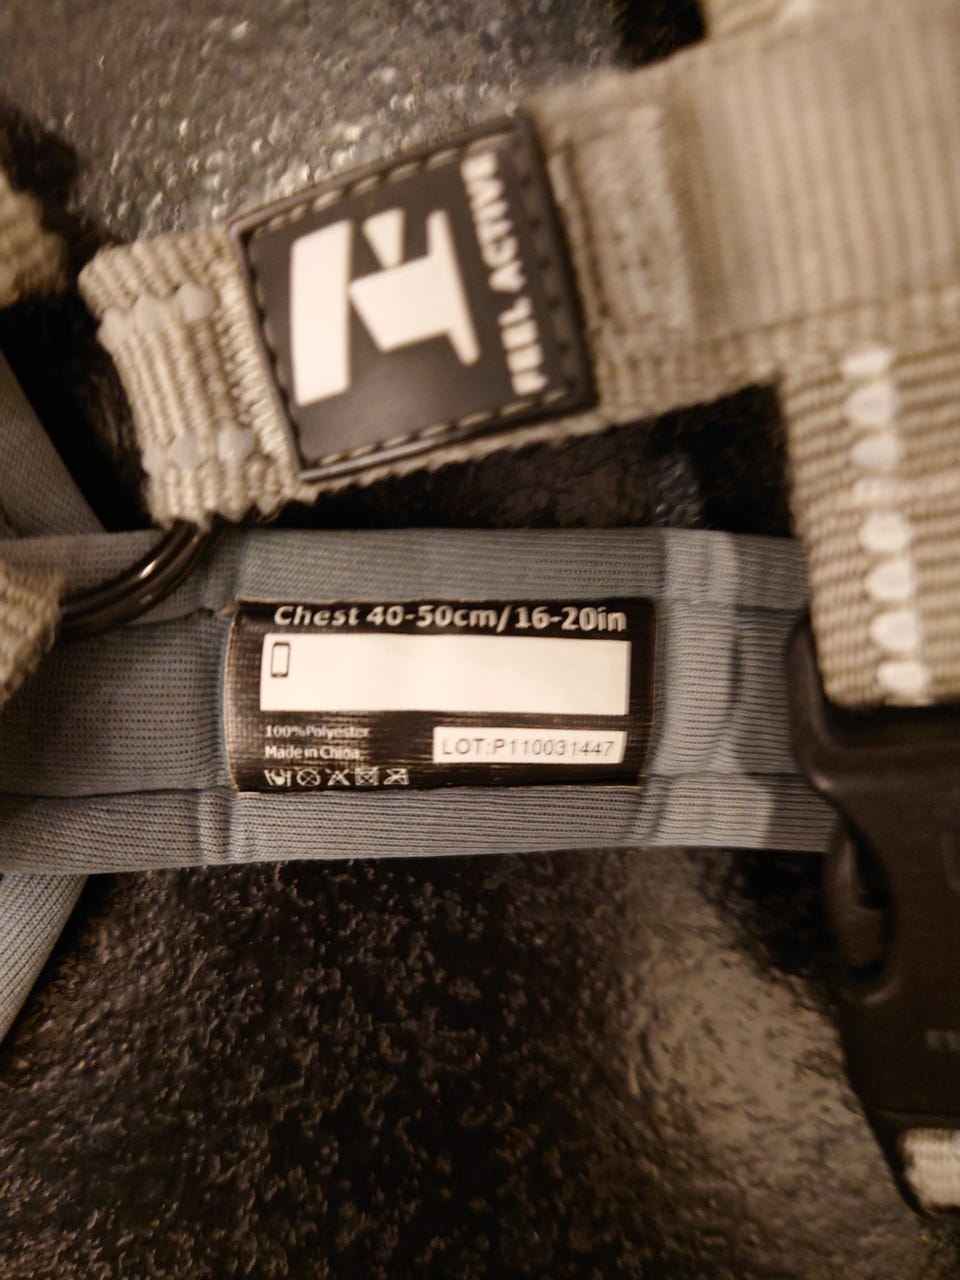 FEEL ACTIVE
Chest 40-50cm/16-20in
100%Polyester
Made in China
LOT:P110031447